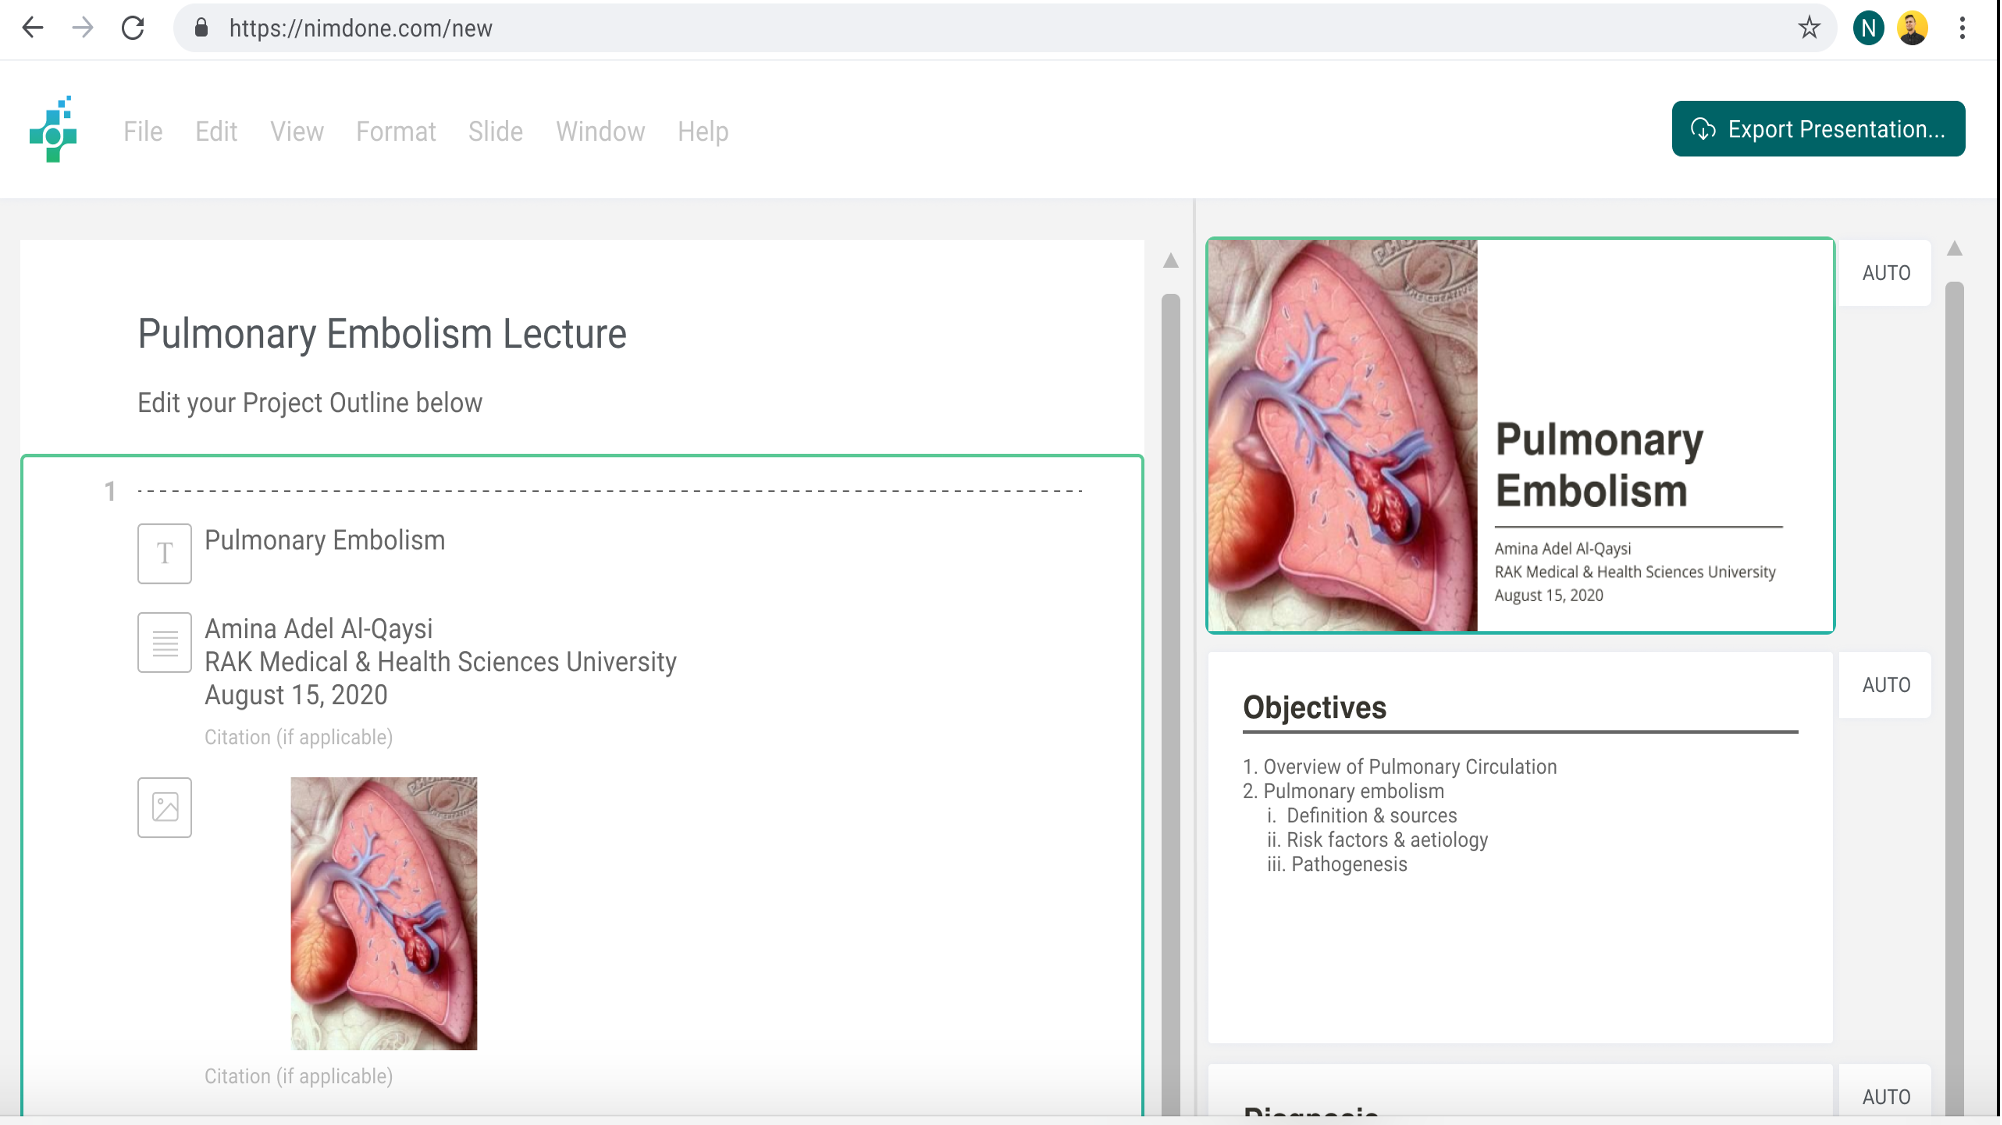 https://nimdone.com/new
N
File Edit View Format Slide Window Help
Export Presentation...
Pulmonary Embolism Lecture
Edit your Project Outline below
1
T
Pulmonary Embolism
Amina Adel Al-Qaysi
RAK Medical & Health Sciences University
August 15, 2020
Citation (if applicable)
Citation (if applicable)
Pulmonary
Embolism
Amina Adel Al-Qaysi
RAK Medical & Health Sciences University
August 15, 2020
AUTO
Objectives
1. Overview of Pulmonary Circulation
2. Pulmonary embolism
i. Definition & sources
ii. Risk factors & aetiology
iii. Pathogenesis
AUTO
Diagnosis
AUTO